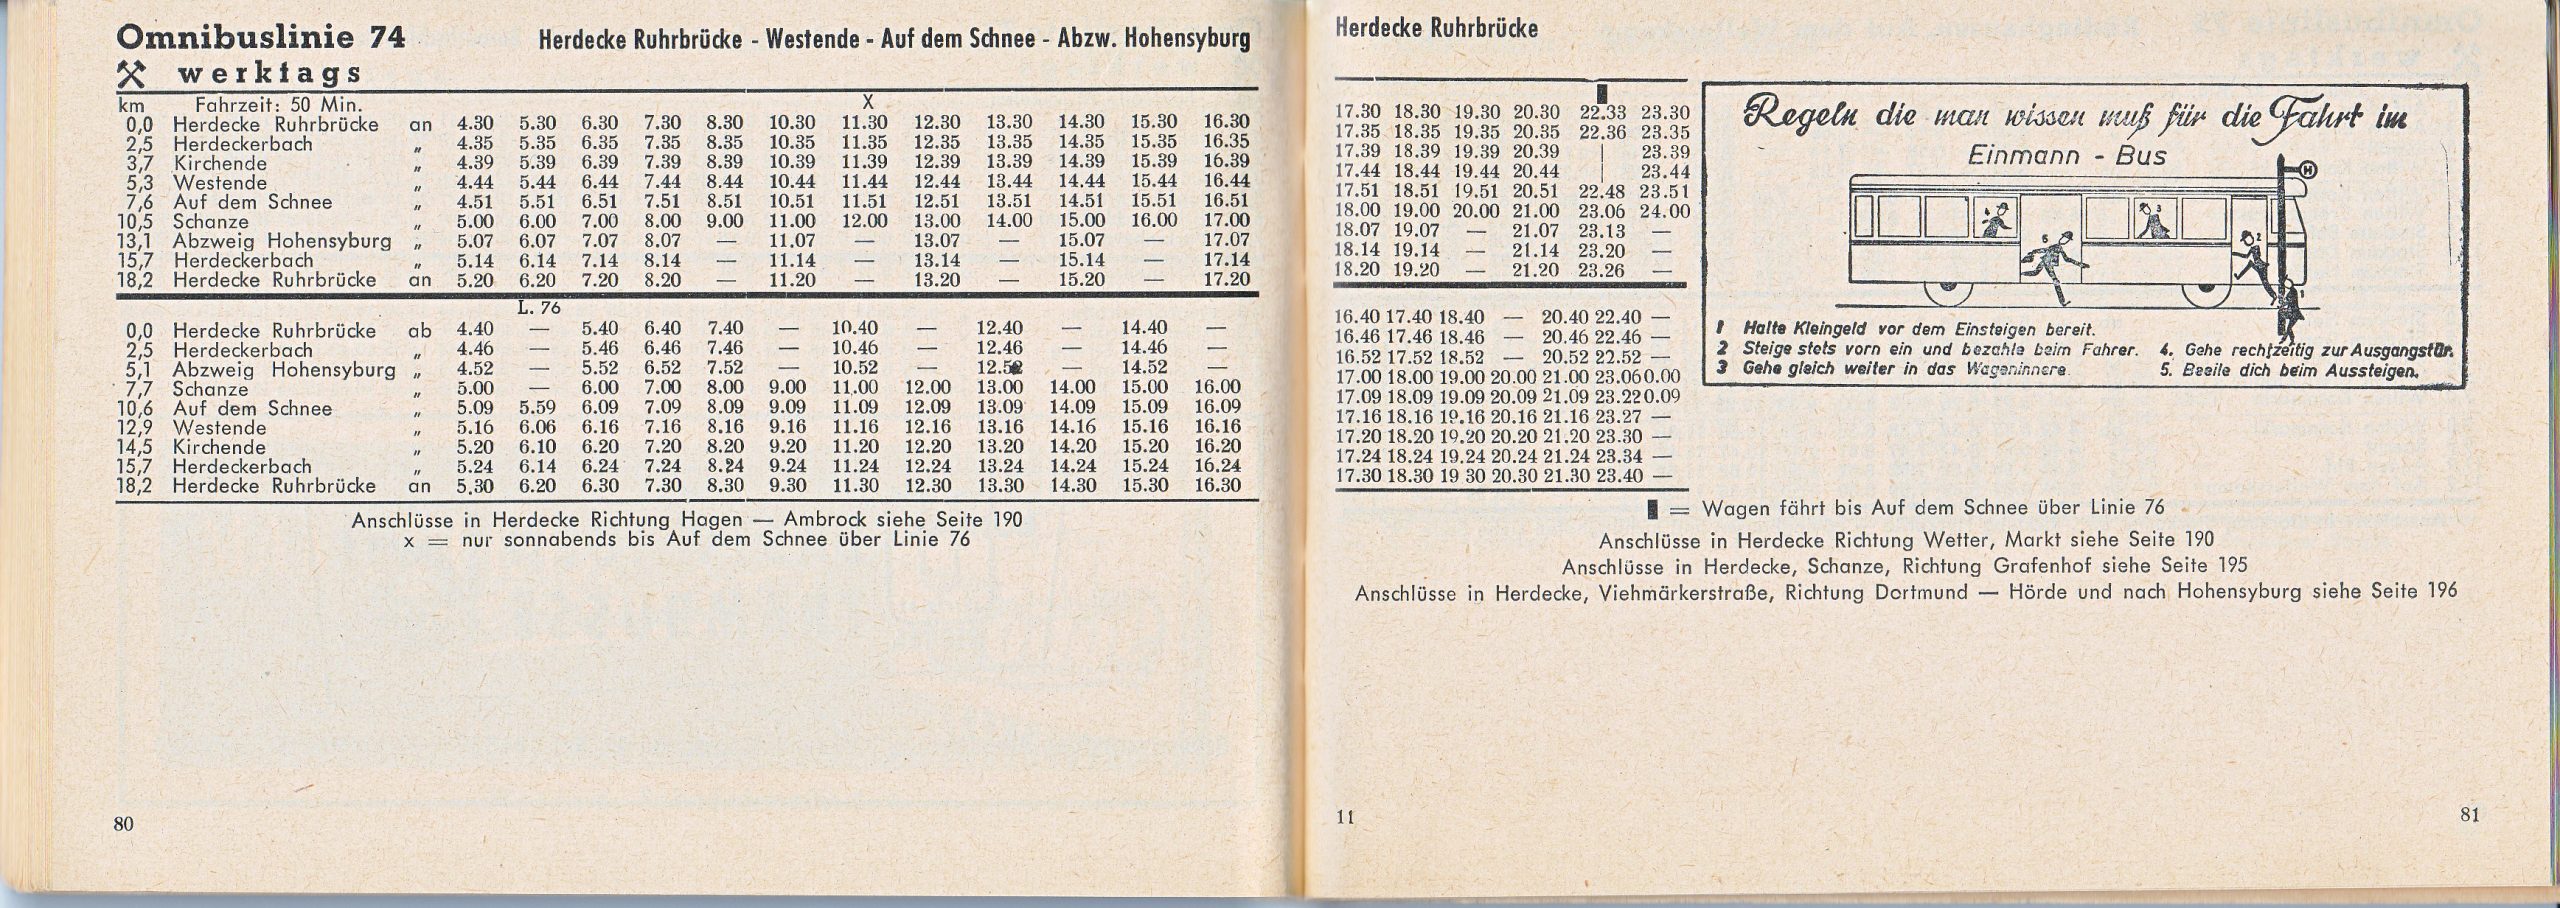 Omnibuslinie 74 Herdecke Ruhrbrücke - Westende - Auf dem Schnee - Abzw. Hohensyburg
⚒ werktags
km Fahrzeit: 50 Min. X
0,0 Herdecke Ruhrbrücke an 4.30 5.30 6.30 7.30 8.30 10.30 11.30 12.30 13.30 14.30 15.30 16.30
2,5 Herdeckerbach „ 4.35 5.35 6.35 7.35 8.35 10.35 11.35 12.35 13.35 14.35 15.35 16.35
3,7 Kirchende „ 4.39 5.39 6.39 7.39 8.39 10.39 11.39 12.39 13.39 14.39 15.39 16.39
5,3 Westende „ 4.44 5.44 6.44 7.44 8.44 10.44 11.44 12.44 13.44 14.44 15.44 16.44
7,6 Auf dem Schnee „ 4.51 5.51 6.51 7.51 8.51 10.51 11.51 12.51 13.51 14.51 15.51 16.51
10,5 Schanze „ 5.00 6.00 7.00 8.00 9.00 11.00 12.00 13.00 14.00 15.00 16.00 17.00
13,1 Abzweig Hohensyburg „ 5.07 6.07 7.07 8.07 — 11.07 — 13.07 — 15.07 — 17.07
15,7 Herdeckerbach „ 5.14 6.14 7.14 8.14 — 11.14 — 13.14 — 15.14 — 17.14
18,2 Herdecke Ruhrbrücke an 5.20 6.20 7.20 8.20 — 11.20 — 13.20 — 15.20 — 17.20
L. 76
0,0 Herdecke Ruhrbrücke ab 4.40 — 5.40 6.40 7.40 — 10.40 — 12.40 — 14.40 —
2,5 Herdeckerbach „ 4.46 — 5.46 6.46 7.46 — 10.46 — 12.46 — 14.46 —
5,1 Abzweig Hohensyburg „ 4.52 — 5.52 6.52 7.52 — 10.52 — 12.52 — 14.52 —
7,7 Schanze „ 5.00 — 6.00 7.00 8.00 9.00 11.00 12.00 13.00 14.00 15.00 16.00
10,6 Auf dem Schnee „ 5.09 5.59 6.09 7.09 8.09 9.09 11.09 12.09 13.09 14.09 15.09 16.09
12,9 Westende „ 5.16 6.06 6.16 7.16 8.16 9.16 11.16 12.16 13.16 14.16 15.16 16.16
14,5 Kirchende „ 5.20 6.10 6.20 7.20 8.20 9.20 11.20 12.20 13.20 14.20 15.20 16.20
15,7 Herdeckerbach „ 5.24 6.14 6.24 7.24 8.24 9.24 11.24 12.24 13.24 14.24 15.24 16.24
18,2 Herdecke Ruhrbrücke an 5.30 6.20 6.30 7.30 8.30 9.30 11.30 12.30 13.30 14.30 15.30 16.30
Anschlüsse in Herdecke Richtung Hagen — Ambrock siehe Seite 190
x = nur sonnabends bis Auf dem Schnee über Linie 76
80
Herdecke Ruhrbrücke
▮
17.30 18.30 19.30 20.30 22.33 23.30
17.35 18.35 19.35 20.35 22.36 23.35
17.39 18.39 19.39 20.39 | 23.39
17.44 18.44 19.44 20.44 | 23.44
17.51 18.51 19.51 20.51 22.48 23.51
18.00 19.00 20.00 21.00 23.06 24.00
18.07 19.07 — 21.07 23.13 —
18.14 19.14 — 21.14 23.20 —
18.20 19.20 — 21.20 23.26 —
16.40 17.40 18.40 — 20.40 22.40 —
16.46 17.46 18.46 — 20.46 22.46 —
16.52 17.52 18.52 — 20.52 22.52 —
17.00 18.00 19.00 20.00 21.00 23.06 0.00
17.09 18.09 19.09 20.09 21.09 23.22 0.09
17.16 18.16 19.16 20.16 21.16 23.27 —
17.20 18.20 19.20 20.20 21.20 23.30 —
17.24 18.24 19.24 20.24 21.24 23.34 —
17.30 18.30 19 30 20.30 21.30 23.40 —
Regeln die man wissen muß für die Fahrt im
Einmann - Bus
H
4 3 5 2 1
1 Halte Kleingeld vor dem Einsteigen bereit.
2 Steige stets vorn ein und bezahle beim Fahrer.
3 Gehe gleich weiter in das Wageninnere.
4. Gehe rechtzeitig zur Ausgangstür.
5. Beeile dich beim Aussteigen.
▮ = Wagen fährt bis Auf dem Schnee über Linie 76
Anschlüsse in Herdecke Richtung Wetter, Markt siehe Seite 190
Anschlüsse in Herdecke, Schanze, Richtung Grafenhof siehe Seite 195
Anschlüsse in Herdecke, Viehmärkerstraße, Richtung Dortmund — Hörde und nach Hohensyburg siehe Seite 196
11
81